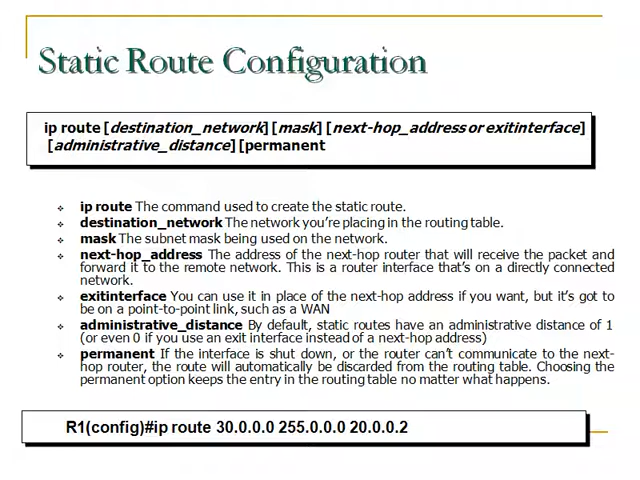 Static Route Configuration
ip route [destination_network] [mask] [next-hop_address or exitinterface]
[administrative_distance] [permanent
❖ ip route The command used to create the static route.
❖ destination_network The network you're placing in the routing table.
❖ mask The subnet mask being used on the network.
❖ next-hop_address The address of the next-hop router that will receive the packet and
forward it to the remote network. This is a router interface that's on a directly connected
network.
❖ exitinterface You can use it in place of the next-hop address if you want, but it's got to
be on a point-to-point link, such as a WAN
❖ administrative_distance By default, static routes have an administrative distance of 1
(or even 0 if you use an exit interface instead of a next-hop address)
❖ permanent If the interface is shut down, or the router can't communicate to the next-
hop router, the route will automatically be discarded from the routing table. Choosing the
permanent option keeps the entry in the routing table no matter what happens.
R1(config)#ip route 30.0.0.0 255.0.0.0 20.0.0.2